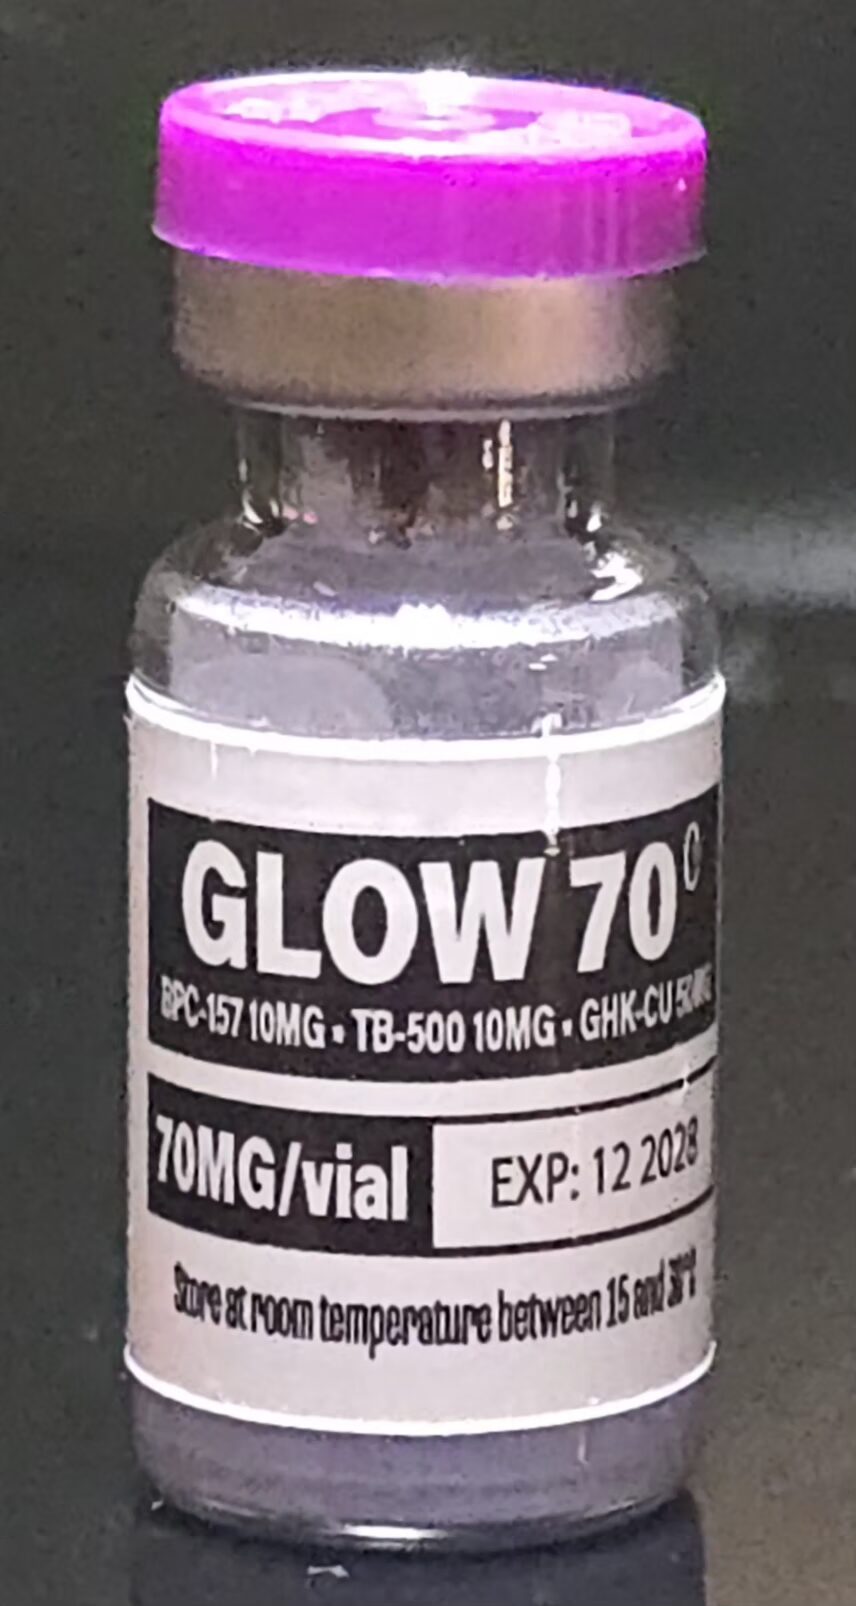 GLOW 70
BPC-157 10MG • TB-500 10MG • GHK-CU 50MG
70MG/vial
EXP: 12 2028
Store at room temperature between 15 and